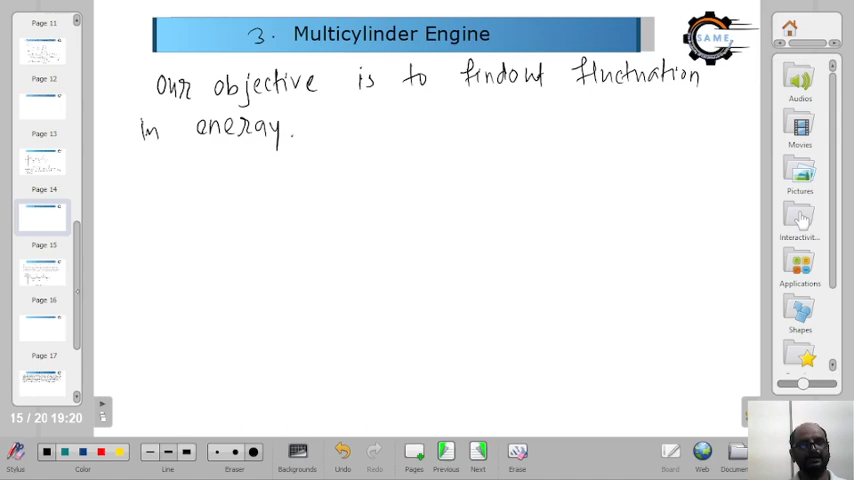 Page 11
Page 12
Page 13
Page 14
Page 15
Page 16
Page 17
15 / 20 19:20
3. Multicylinder Engine
SAME
Our objective is to findout fluctuation
in energy.
Audios
Movies
Pictures
Interactivit...
Applications
Shapes
Stylus
Color
Line
Eraser
Backgrounds
Undo
Redo
Pages
Previous
Next
Erase
Board
Web
Documen